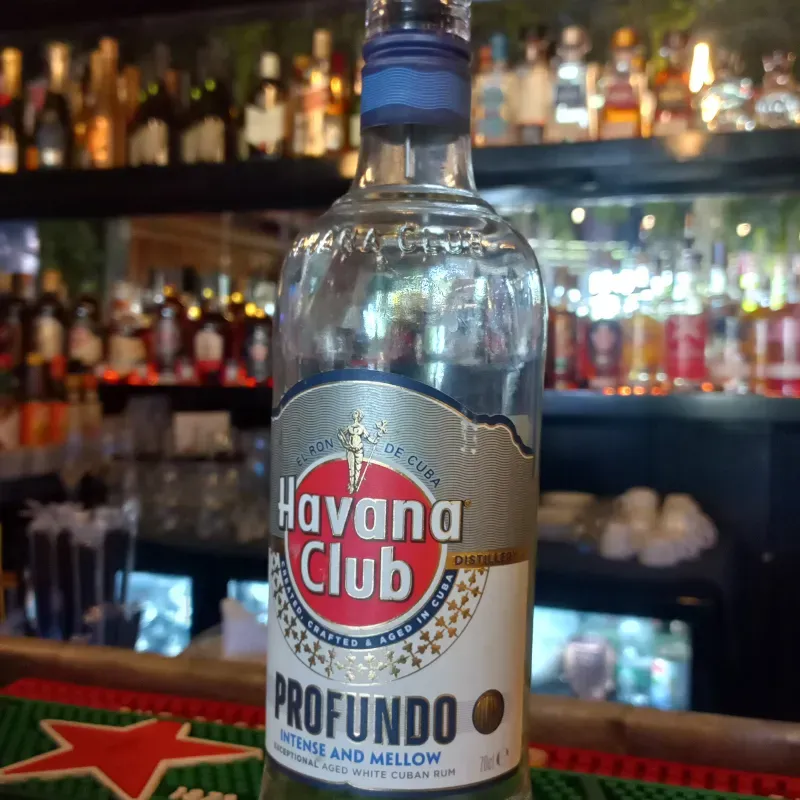 HAVANA CLUB
EL RON DE CUBA
Havana
Club
DISTILLED
CREATED, CRAFTED & AGED IN CUBA
PROFUNDO
INTENSE AND MELLOW
EXCEPTIONAL AGED WHITE CUBAN RUM
70cl